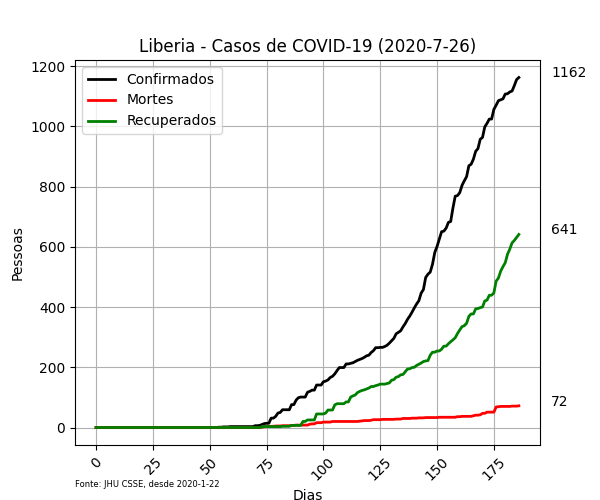 Liberia - Casos de COVID-19 (2020-7-26)
Confirmados
Mortes
Recuperados
1162
641
72
Pessoas
1200
1000
800
600
400
200
0
0
25
50
75
100
125
150
175
Dias
Fonte: JHU CSSE, desde 2020-1-22